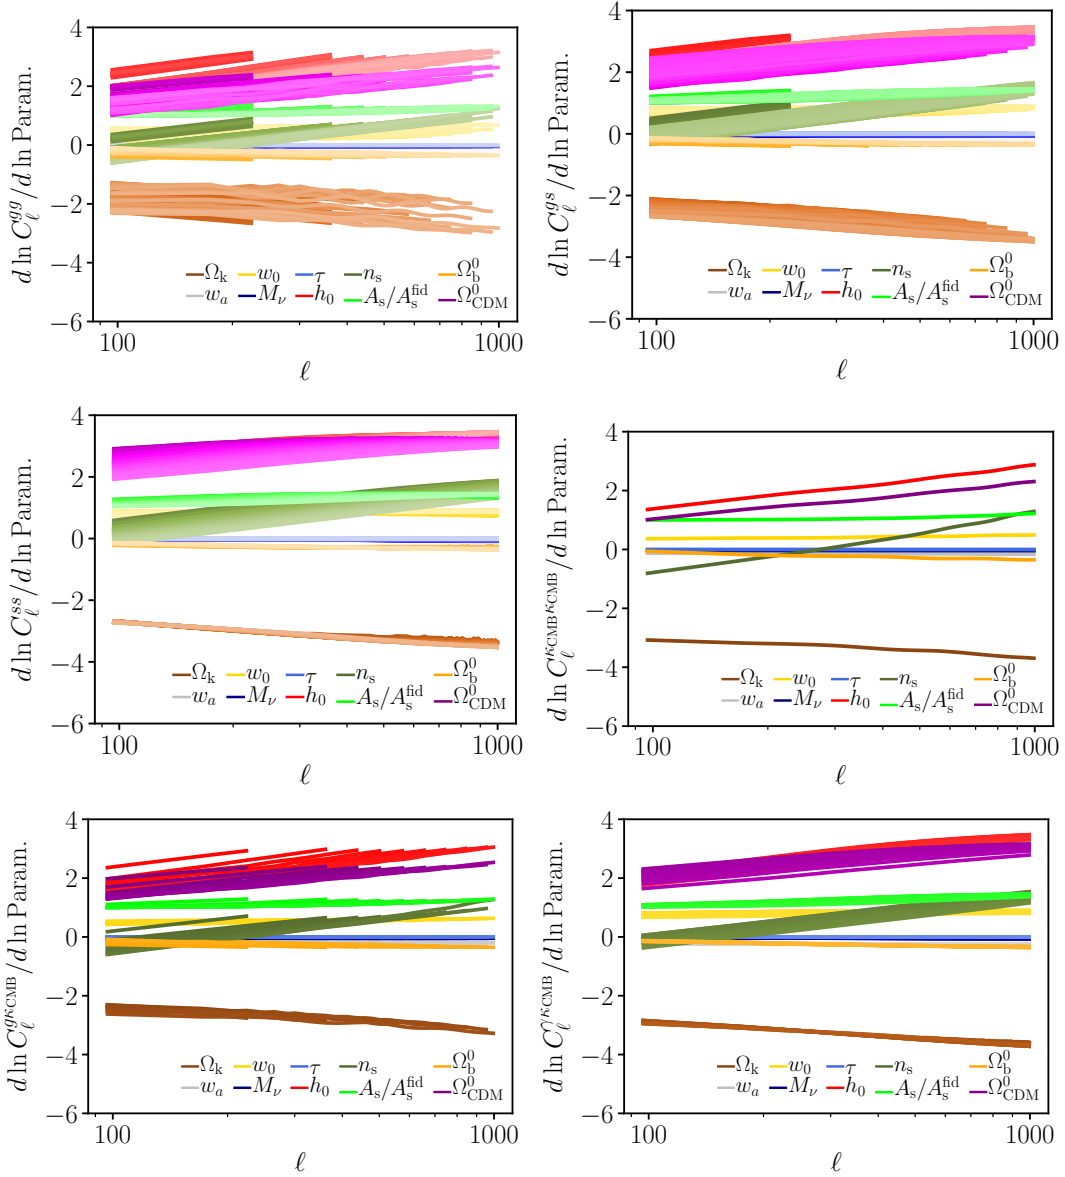 4
2
0
−2
−4
−6
d ln C_ℓ^{gg}/d ln Param.
Ω_k w_0 τ n_s Ω_b^0
w_a M_ν h_0 A_s/A_s^{fid} Ω_CDM^0
100 1000
ℓ
4
2
0
−2
−4
−6
d ln C_ℓ^{gs}/d ln Param.
Ω_k w_0 τ n_s Ω_b^0
w_a M_ν h_0 A_s/A_s^{fid} Ω_CDM^0
100 1000
ℓ
4
2
0
−2
−4
−6
d ln C_ℓ^{ss}/d ln Param.
Ω_k w_0 τ n_s Ω_b^0
w_a M_ν h_0 A_s/A_s^{fid} Ω_CDM^0
100 1000
ℓ
4
2
0
−2
−4
−6
d ln C_ℓ^{κ_CMB κ_CMB}/d ln Param.
Ω_k w_0 τ n_s Ω_b^0
w_a M_ν h_0 A_s/A_s^{fid} Ω_CDM^0
100 1000
ℓ
4
2
0
−2
−4
−6
d ln C_ℓ^{gκ_CMB}/d ln Param.
Ω_k w_0 τ n_s Ω_b^0
w_a M_ν h_0 A_s/A_s^{fid} Ω_CDM^0
100 1000
ℓ
4
2
0
−2
−4
−6
d ln C_ℓ^{γκ_CMB}/d ln Param.
Ω_k w_0 τ n_s Ω_b^0
w_a M_ν h_0 A_s/A_s^{fid} Ω_CDM^0
100 1000
ℓ